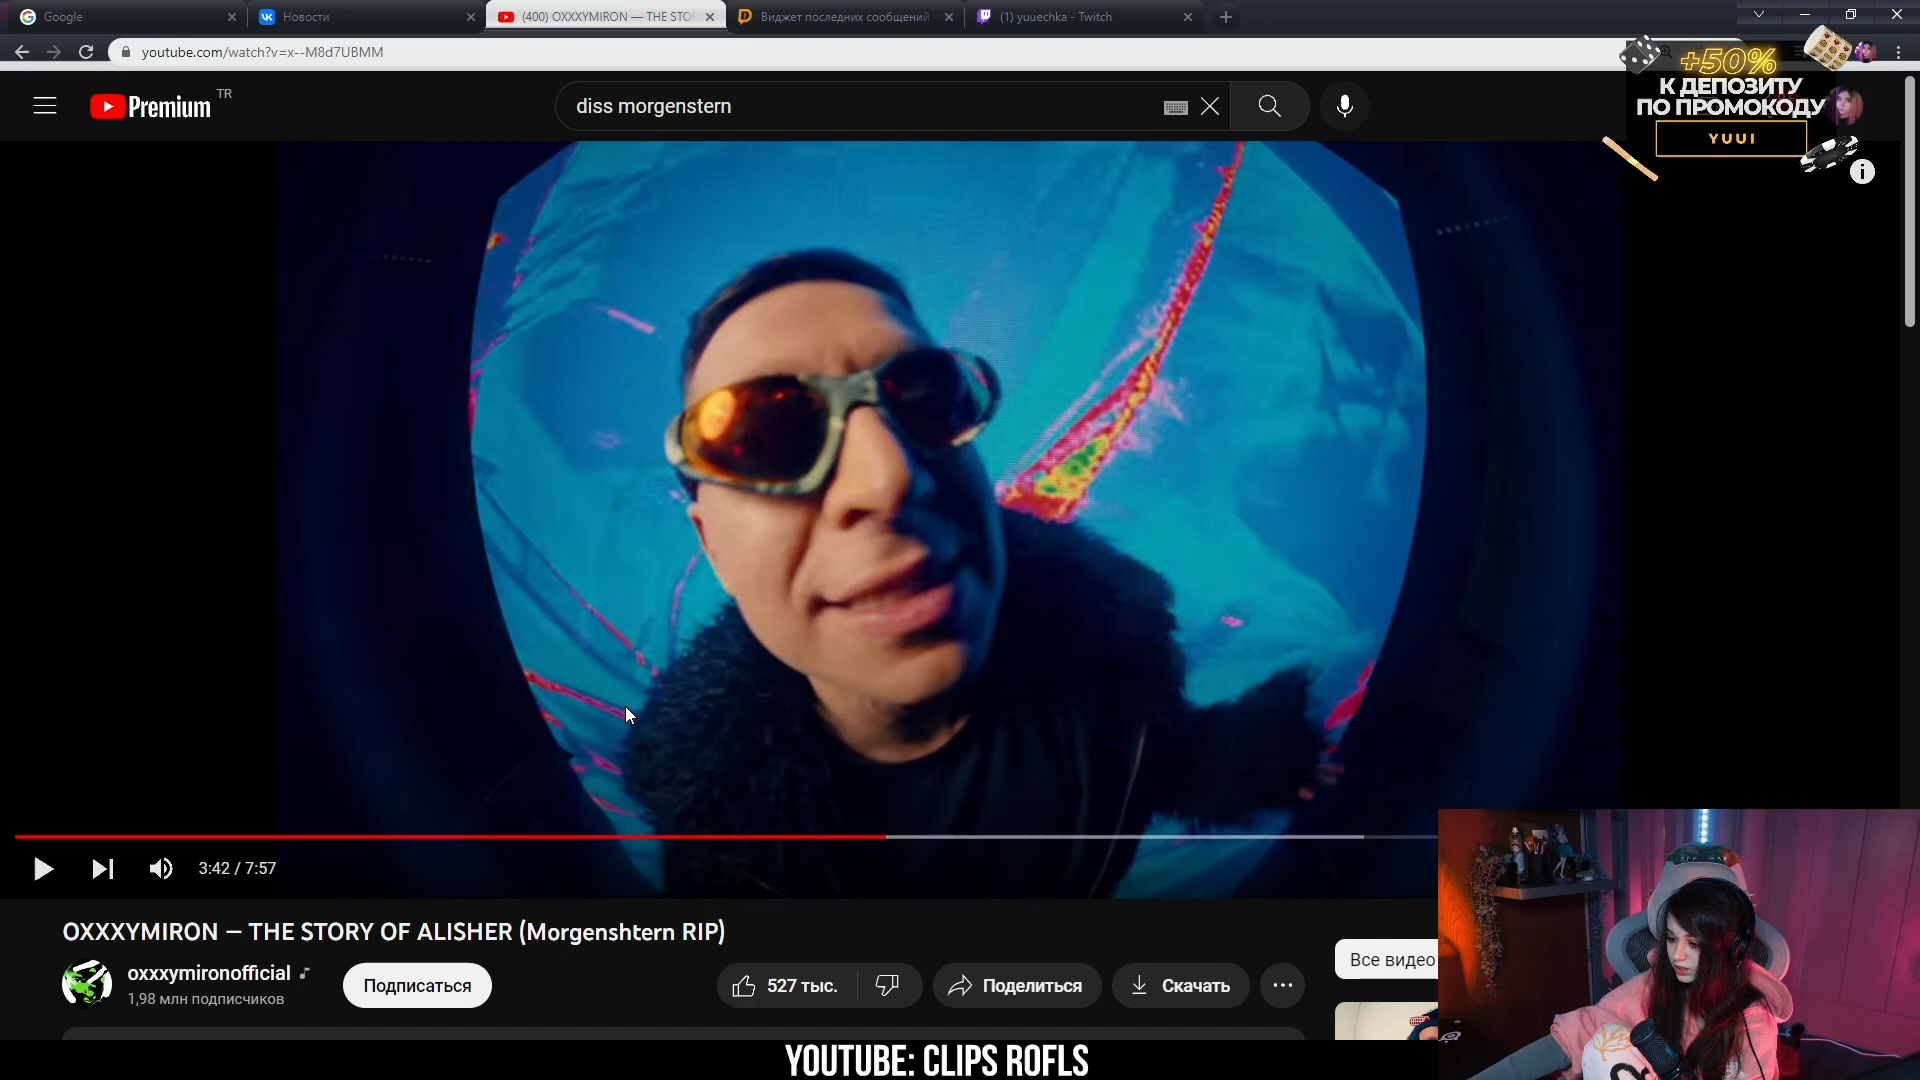 Google
Новости
(400) OXXXYMIRON — THE STOR
Виджет последних сообщений
(1) yuuechka - Twitch
youtube.com/watch?v=x--M8d7UBMM
+50%
К ДЕПОЗИТУ
ПО ПРОМОКОДУ
YUUI
Premium TR
diss morgenstern
3:42 / 7:57
OXXXYMIRON – THE STORY OF ALISHER (Morgenshtern RIP)
oxxxymironofficial
1,98 млн подписчиков
Подписаться
527 тыс.
Поделиться
Скачать
Все видео
YOUTUBE: CLIPS ROFLS